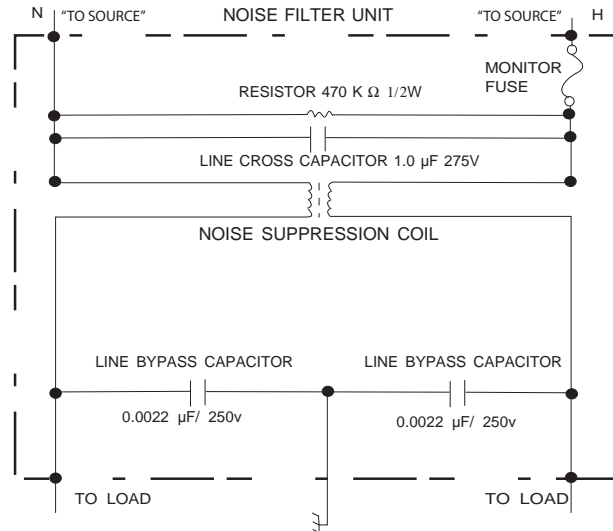 N "TO SOURCE" NOISE FILTER UNIT "TO SOURCE" H
MONITOR
FUSE
RESISTOR 470 K Ω 1/2W
LINE CROSS CAPACITOR 1.0 µF 275V
NOISE SUPPRESSION COIL
LINE BYPASS CAPACITOR LINE BYPASS CAPACITOR
0.0022 µF/ 250v 0.0022 µF/ 250v
TO LOAD TO LOAD